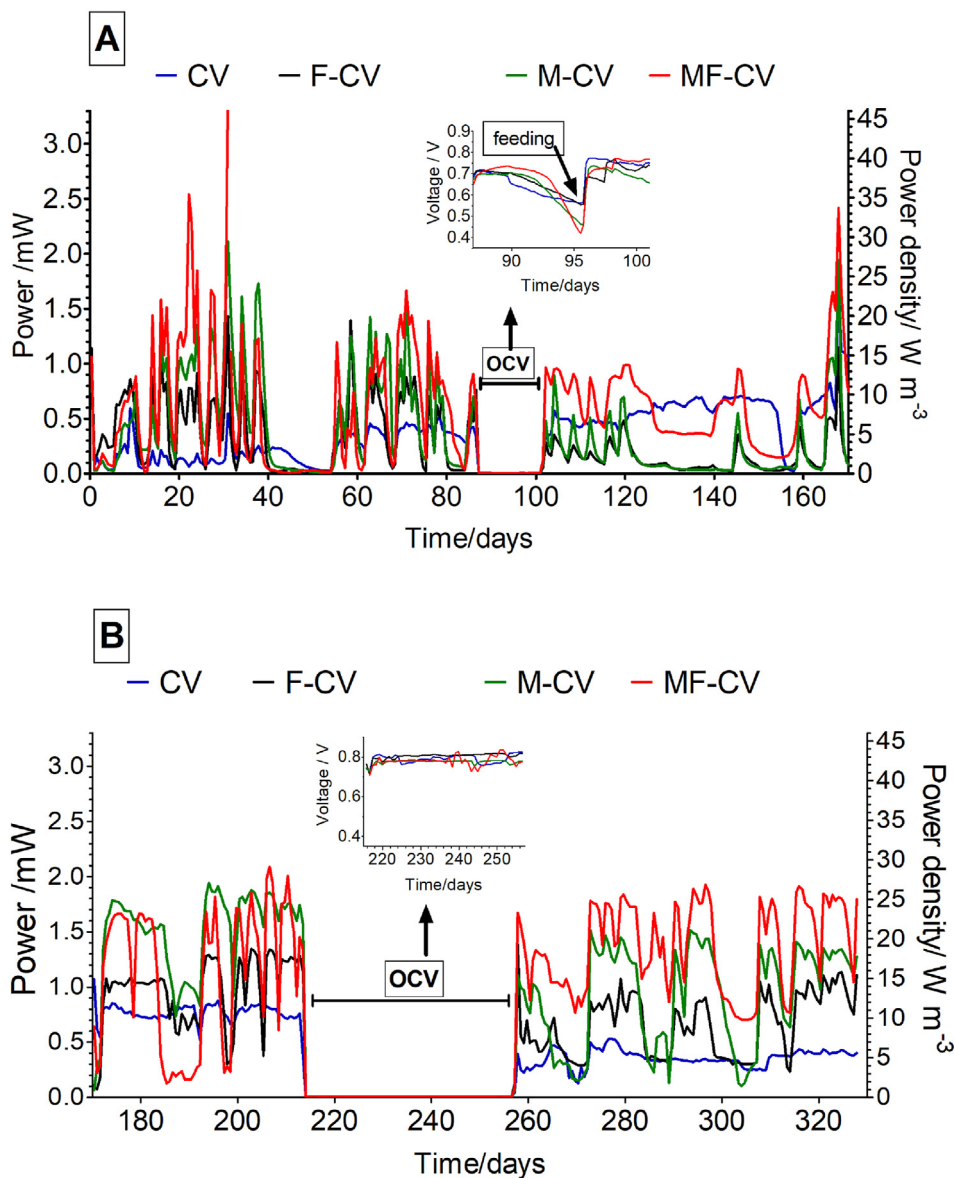 A
CV F-CV M-CV MF-CV
Power /mW
3.0
2.5
2.0
1.5
1.0
0.5
0.0
0 20 40 60 80 100 120 140 160
Time/days
45
40
35
30
25
20
15
10
5
0
Power density/ W m-3
feeding
Voltage / V
0.9
0.8
0.7
0.6
0.5
0.4
90 95 100
Time/days
OCV
B
CV F-CV M-CV MF-CV
Power /mW
3.0
2.5
2.0
1.5
1.0
0.5
0.0
180 200 220 240 260 280 300 320
Time/days
45
40
35
30
25
20
15
10
5
0
Power density/ W m-3
Voltage / V
0.8
0.6
0.4
220 230 240 250
Time/days
OCV